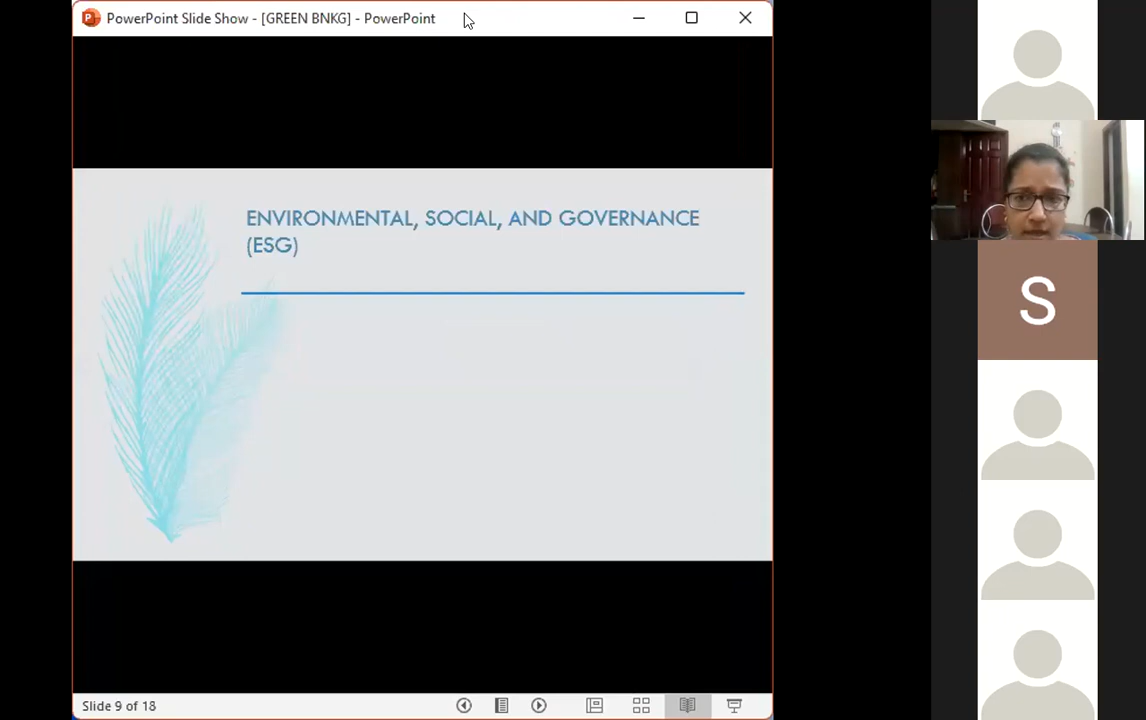 PowerPoint Slide Show - [GREEN BNKG] - PowerPoint
ENVIRONMENTAL, SOCIAL, AND GOVERNANCE
(ESG)
S
Slide 9 of 18